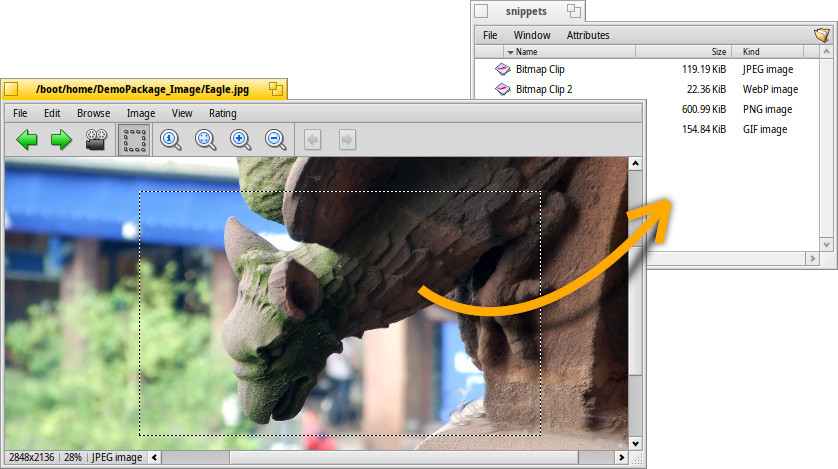 snippets
File Window Attributes
Name Size Kind
Bitmap Clip 119.19 KiB JPEG image
Bitmap Clip 2 22.36 KiB WebP image
600.99 KiB PNG image
154.84 KiB GIF image
/boot/home/DemoPackage_Image/Eagle.jpg
File Edit Browse Image View Rating
2848x2136 28% JPEG image